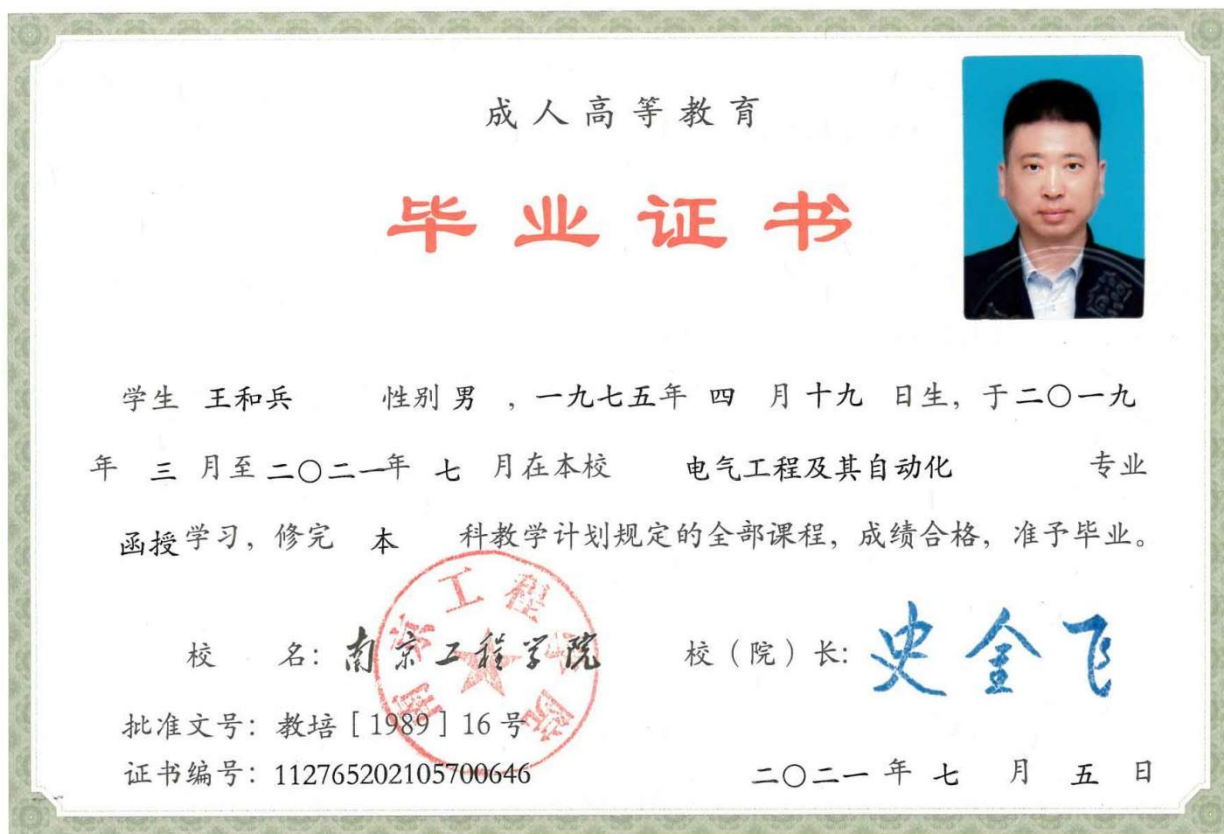 成人高等教育
毕业证书
学生 王和兵 性别 男 ，一九七五年 四 月 十九 日生，于二〇一九
年 三 月至二〇二一年 七 月在本校 电气工程及其自动化 专业
函授学习，修完 本 科教学计划规定的全部课程，成绩合格，准予毕业。
校 名：南京工程学院 校（院）长：史金飞
南京工程学院
批准文号：教培［1989］16号
证书编号：112765202105700646 二〇二一 年 七 月 五 日